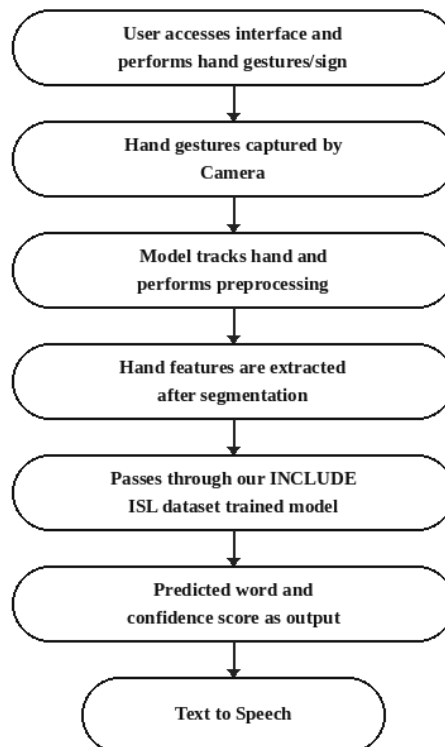 User accesses interface and
performs hand gestures/sign
Hand gestures captured by
Camera
Model tracks hand and
performs preprocessing
Hand features are extracted
after segmentation
Passes through our INCLUDE
ISL dataset trained model
Predicted word and
confidence score as output
Text to Speech